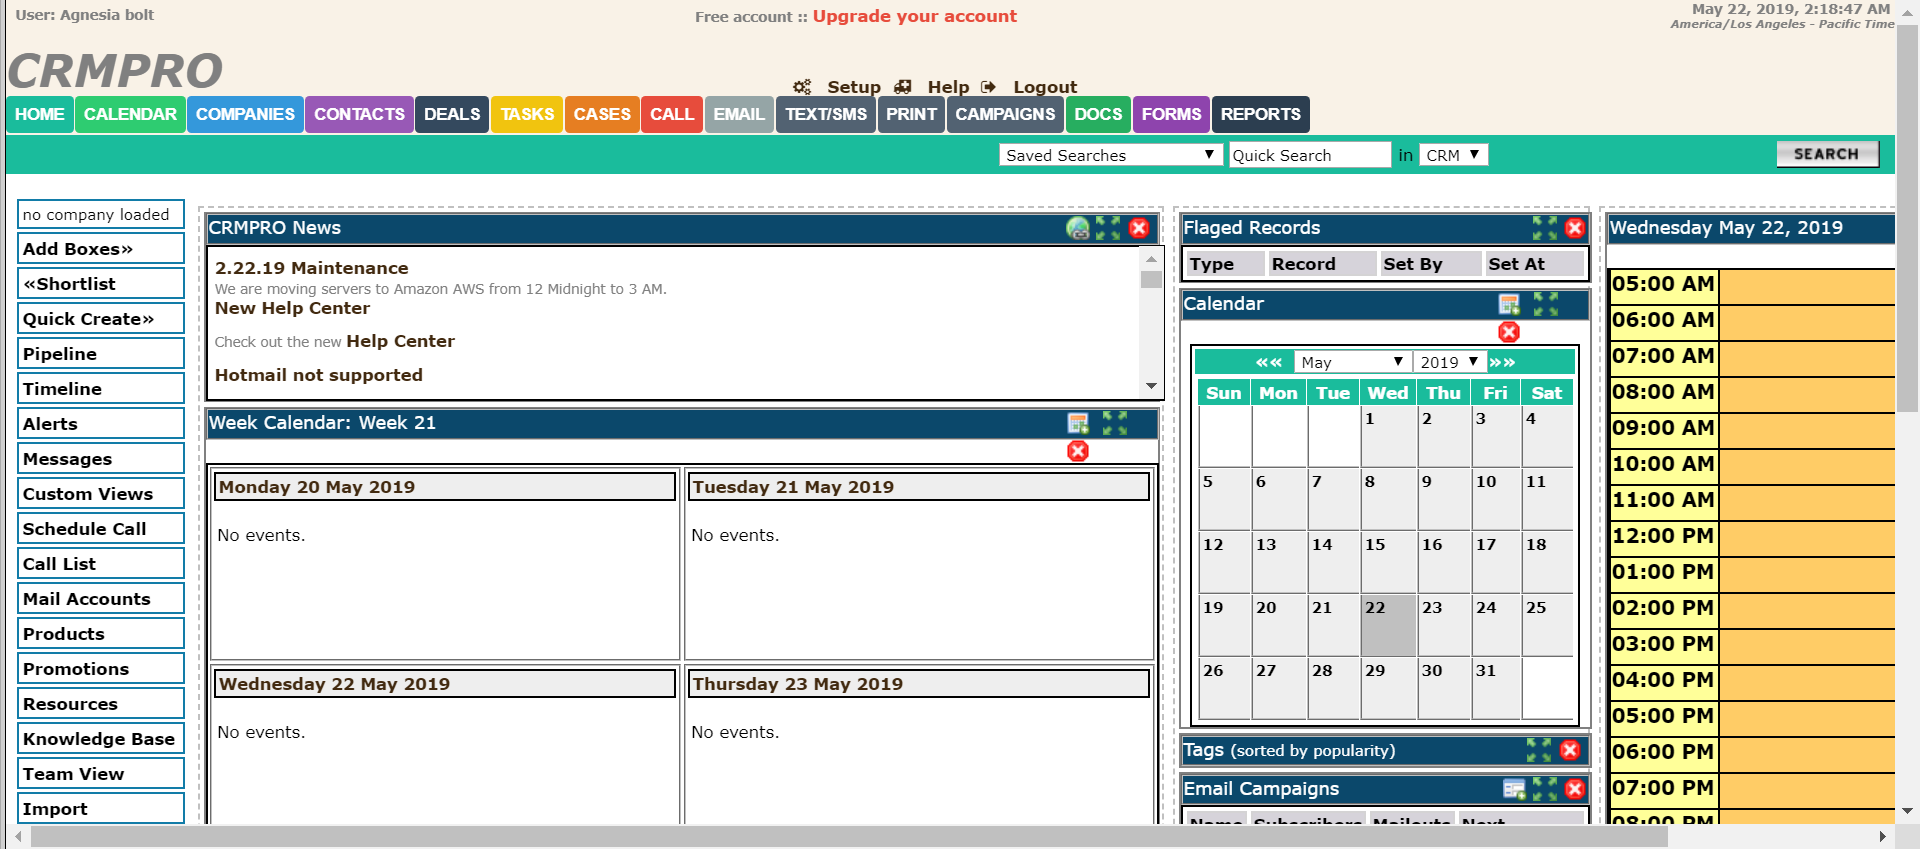 User: Agnesia bolt
Free account :: Upgrade your account
May 22, 2019, 2:18:47 AM
America/Los Angeles - Pacific Time
CRMPRO
Setup Help Logout
HOME CALENDAR COMPANIES CONTACTS DEALS TASKS CASES CALL EMAIL TEXT/SMS PRINT CAMPAIGNS DOCS FORMS REPORTS
Saved Searches Quick Search in CRM SEARCH
no company loaded
Add Boxes»
«Shortlist
Quick Create»
Pipeline
Timeline
Alerts
Messages
Custom Views
Schedule Call
Call List
Mail Accounts
Products
Promotions
Resources
Knowledge Base
Team View
Import
CRMPRO News
2.22.19 Maintenance
We are moving servers to Amazon AWS from 12 Midnight to 3 AM.
New Help Center
Check out the new Help Center
Hotmail not supported
Week Calendar: Week 21
Monday 20 May 2019
No events.
Tuesday 21 May 2019
No events.
Wednesday 22 May 2019
No events.
Thursday 23 May 2019
No events.
Flaged Records
Type Record Set By Set At
Calendar
«« May 2019 »»
Sun Mon Tue Wed Thu Fri Sat
1 2 3 4
5 6 7 8 9 10 11
12 13 14 15 16 17 18
19 20 21 22 23 24 25
26 27 28 29 30 31
Tags (sorted by popularity)
Email Campaigns
Name Subscribers Mailouts Next
Wednesday May 22, 2019
05:00 AM
06:00 AM
07:00 AM
08:00 AM
09:00 AM
10:00 AM
11:00 AM
12:00 PM
01:00 PM
02:00 PM
03:00 PM
04:00 PM
05:00 PM
06:00 PM
07:00 PM
08:00 PM